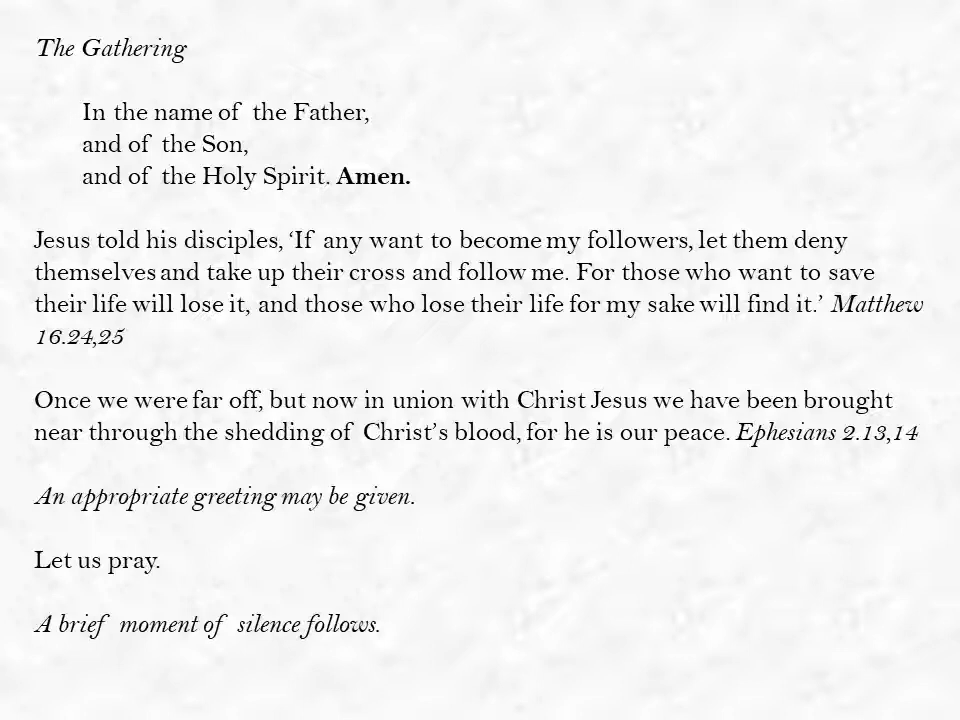 The Gathering
In the name of the Father,
and of the Son,
and of the Holy Spirit. Amen.
Jesus told his disciples, ‘If any want to become my followers, let them deny
themselves and take up their cross and follow me. For those who want to save
their life will lose it, and those who lose their life for my sake will find it.’ Matthew
16.24,25
Once we were far off, but now in union with Christ Jesus we have been brought
near through the shedding of Christ’s blood, for he is our peace. Ephesians 2.13,14
An appropriate greeting may be given.
Let us pray.
A brief moment of silence follows.